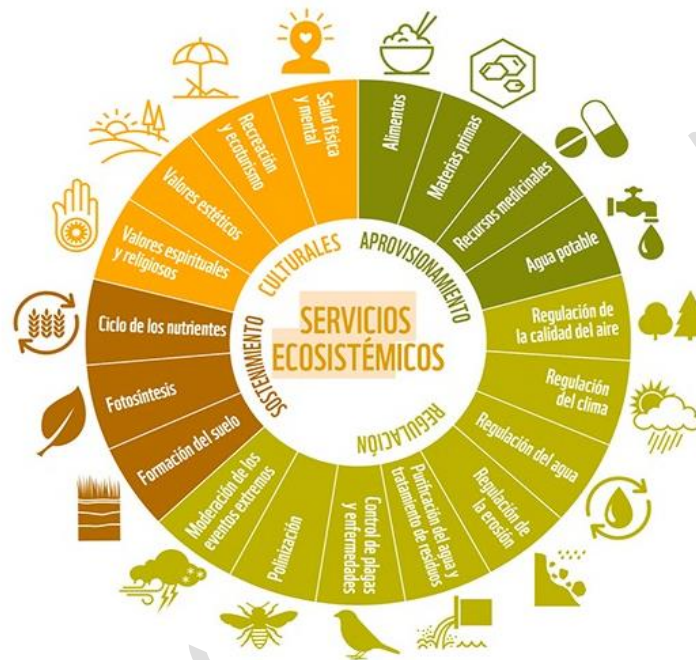 SERVICIOS
ECOSISTÉMICOS
CULTURALES
Valores espirituales
y religiosos
Valores estéticos
Recreación
y ecoturismo
Salud física
y mental
APROVISIONAMIENTO
Alimentos
Materias primas
Recursos medicinales
Agua potable
REGULACIÓN
Regulación de
la calidad del aire
Regulación
del clima
Regulación del agua
Regulación de
la erosión
Purificación del agua y
tratamiento de residuos
Control de plagas
y enfermedades
Polinización
Moderación de los
eventos extremos
SOSTENIMIENTO
Formación del suelo
Fotosíntesis
Ciclo de los nutrientes